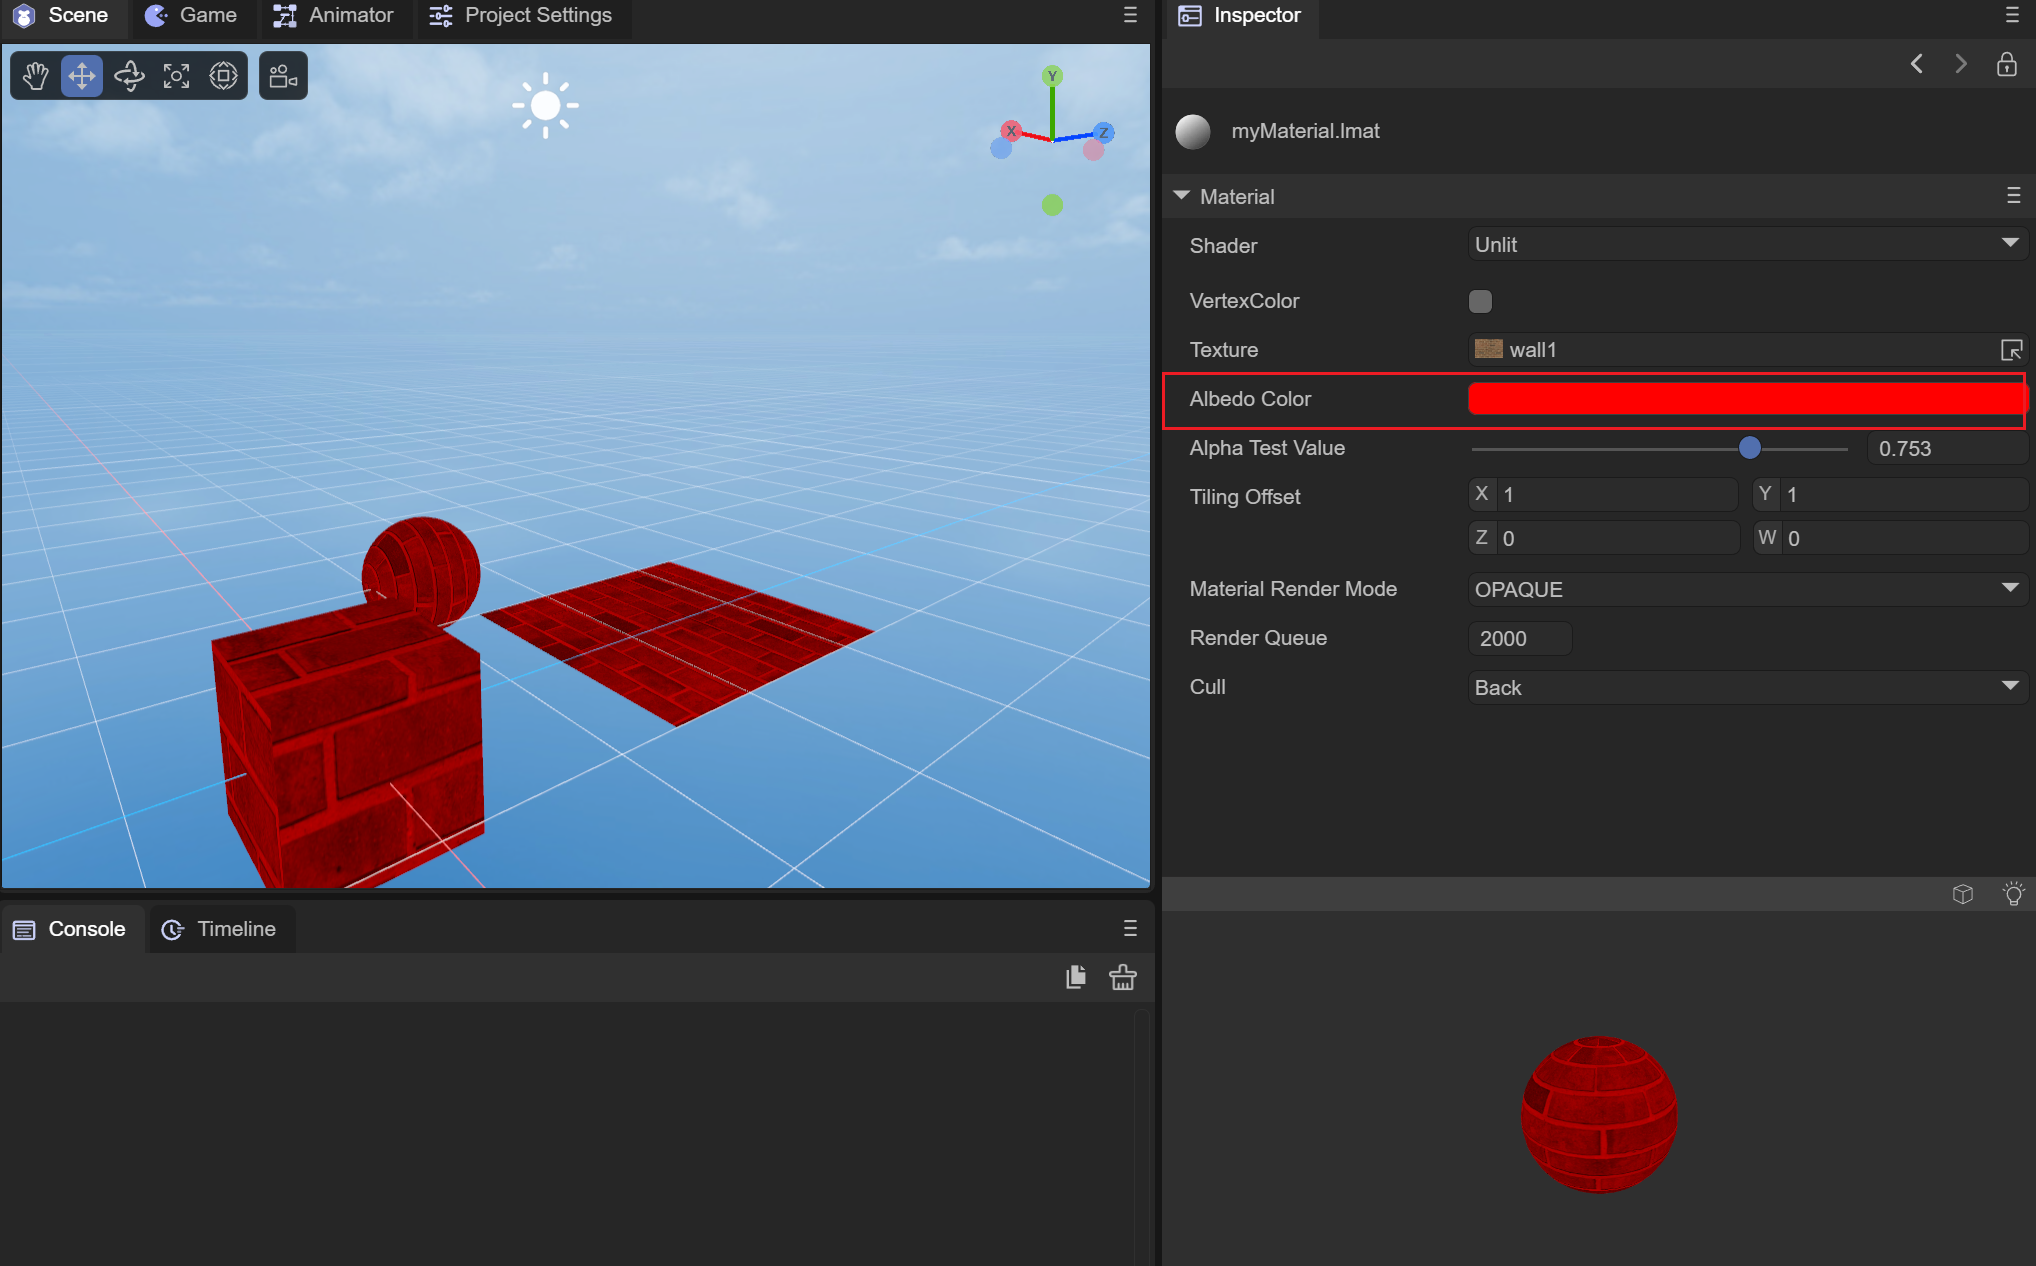 Scene Game Animator Project Settings
Inspector
Y
X Z
myMaterial.lmat
Material
Shader Unlit
VertexColor
Texture wall1
Albedo Color
Alpha Test Value 0.753
Tiling Offset X 1 Y 1
Z 0 W 0
Material Render Mode OPAQUE
Render Queue 2000
Cull Back
Console Timeline